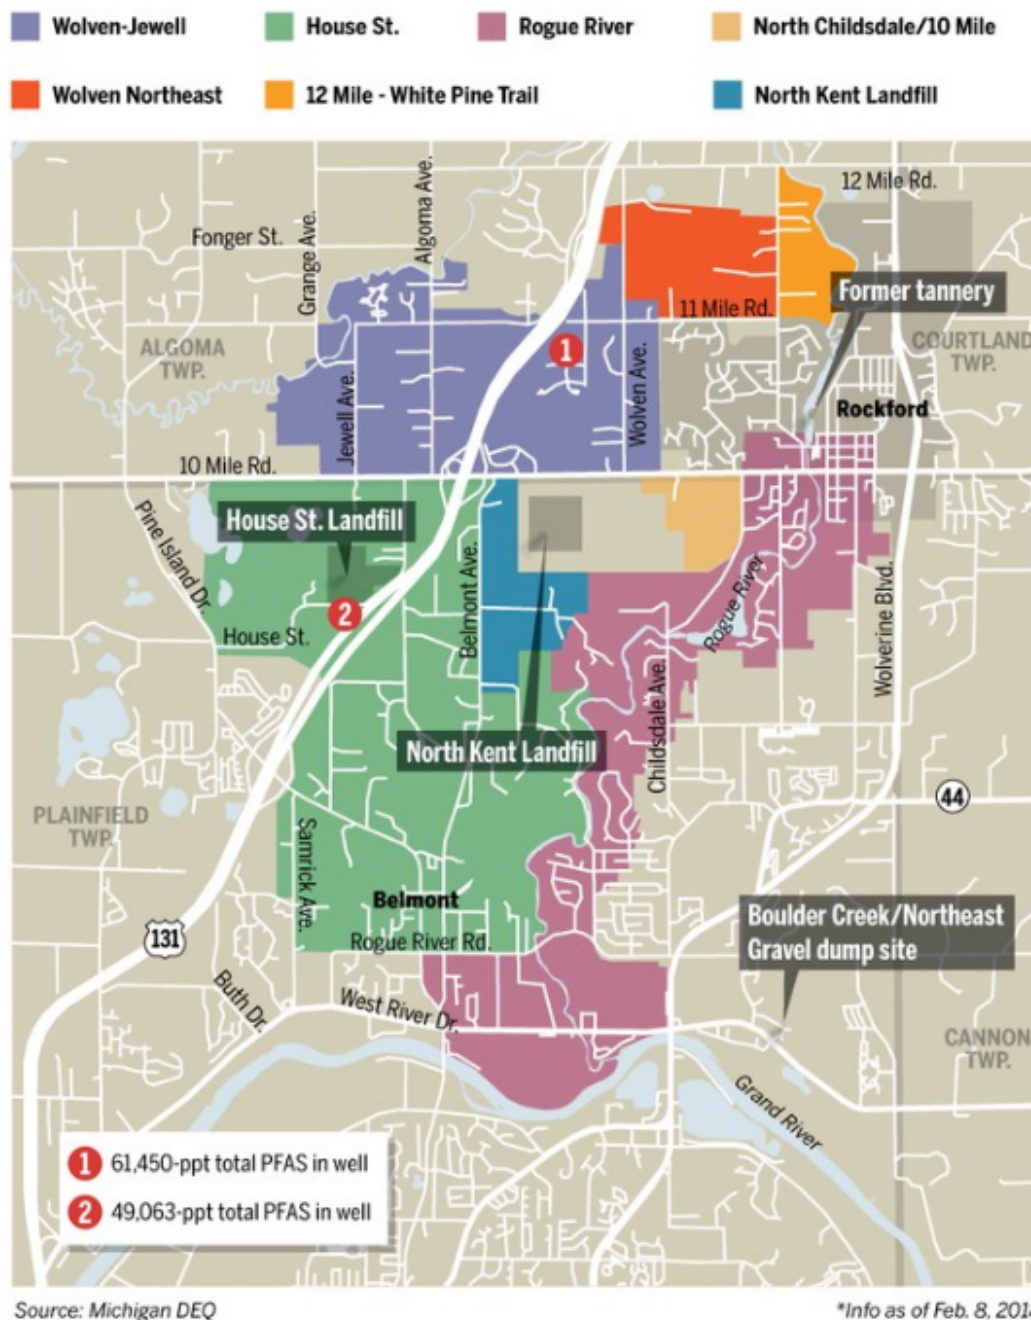 Wolven-Jewell
House St.
Rogue River
North Childsdale/10 Mile
Wolven Northeast
12 Mile - White Pine Trail
North Kent Landfill
12 Mile Rd.
Algoma Ave.
Grange Ave.
Fonger St.
Former tannery
11 Mile Rd.
ALGOMA
TWP.
COURTLAND
TWP.
1
Jewell Ave.
Wolven Ave.
Rockford
10 Mile Rd.
House St. Landfill
Pine Island Dr.
Belmont Ave.
2
House St.
Rogue River
Wolverine Blvd.
Childsdale Ave.
North Kent Landfill
PLAINFIELD
TWP.
44
Samrick Ave.
Belmont
Rogue River Rd.
131
Boulder Creek/Northeast
Gravel dump site
Buth Dr.
West River Dr.
CANNON
TWP.
Grand River
1 61,450-ppt total PFAS in well
2 49,063-ppt total PFAS in well
Source: Michigan DEQ
*Info as of Feb. 8, 2018